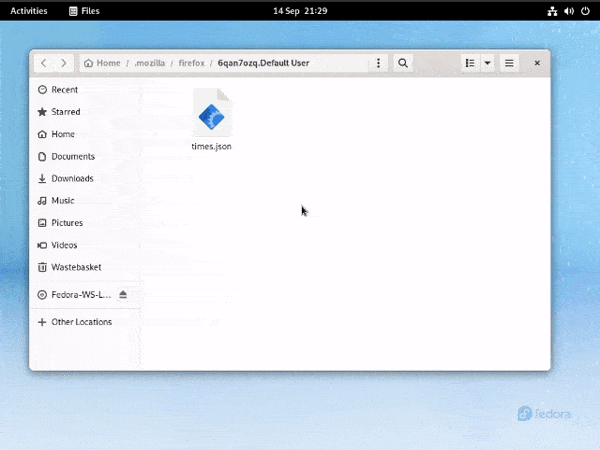 Activities Files 14 Sep 21:29
Home / .mozilla / firefox / 6qan7ozq.Default User
Recent
Starred
Home
Documents
Downloads
Music
Pictures
Videos
Wastebasket
Fedora-WS-L...
Other Locations
times.json
fedora